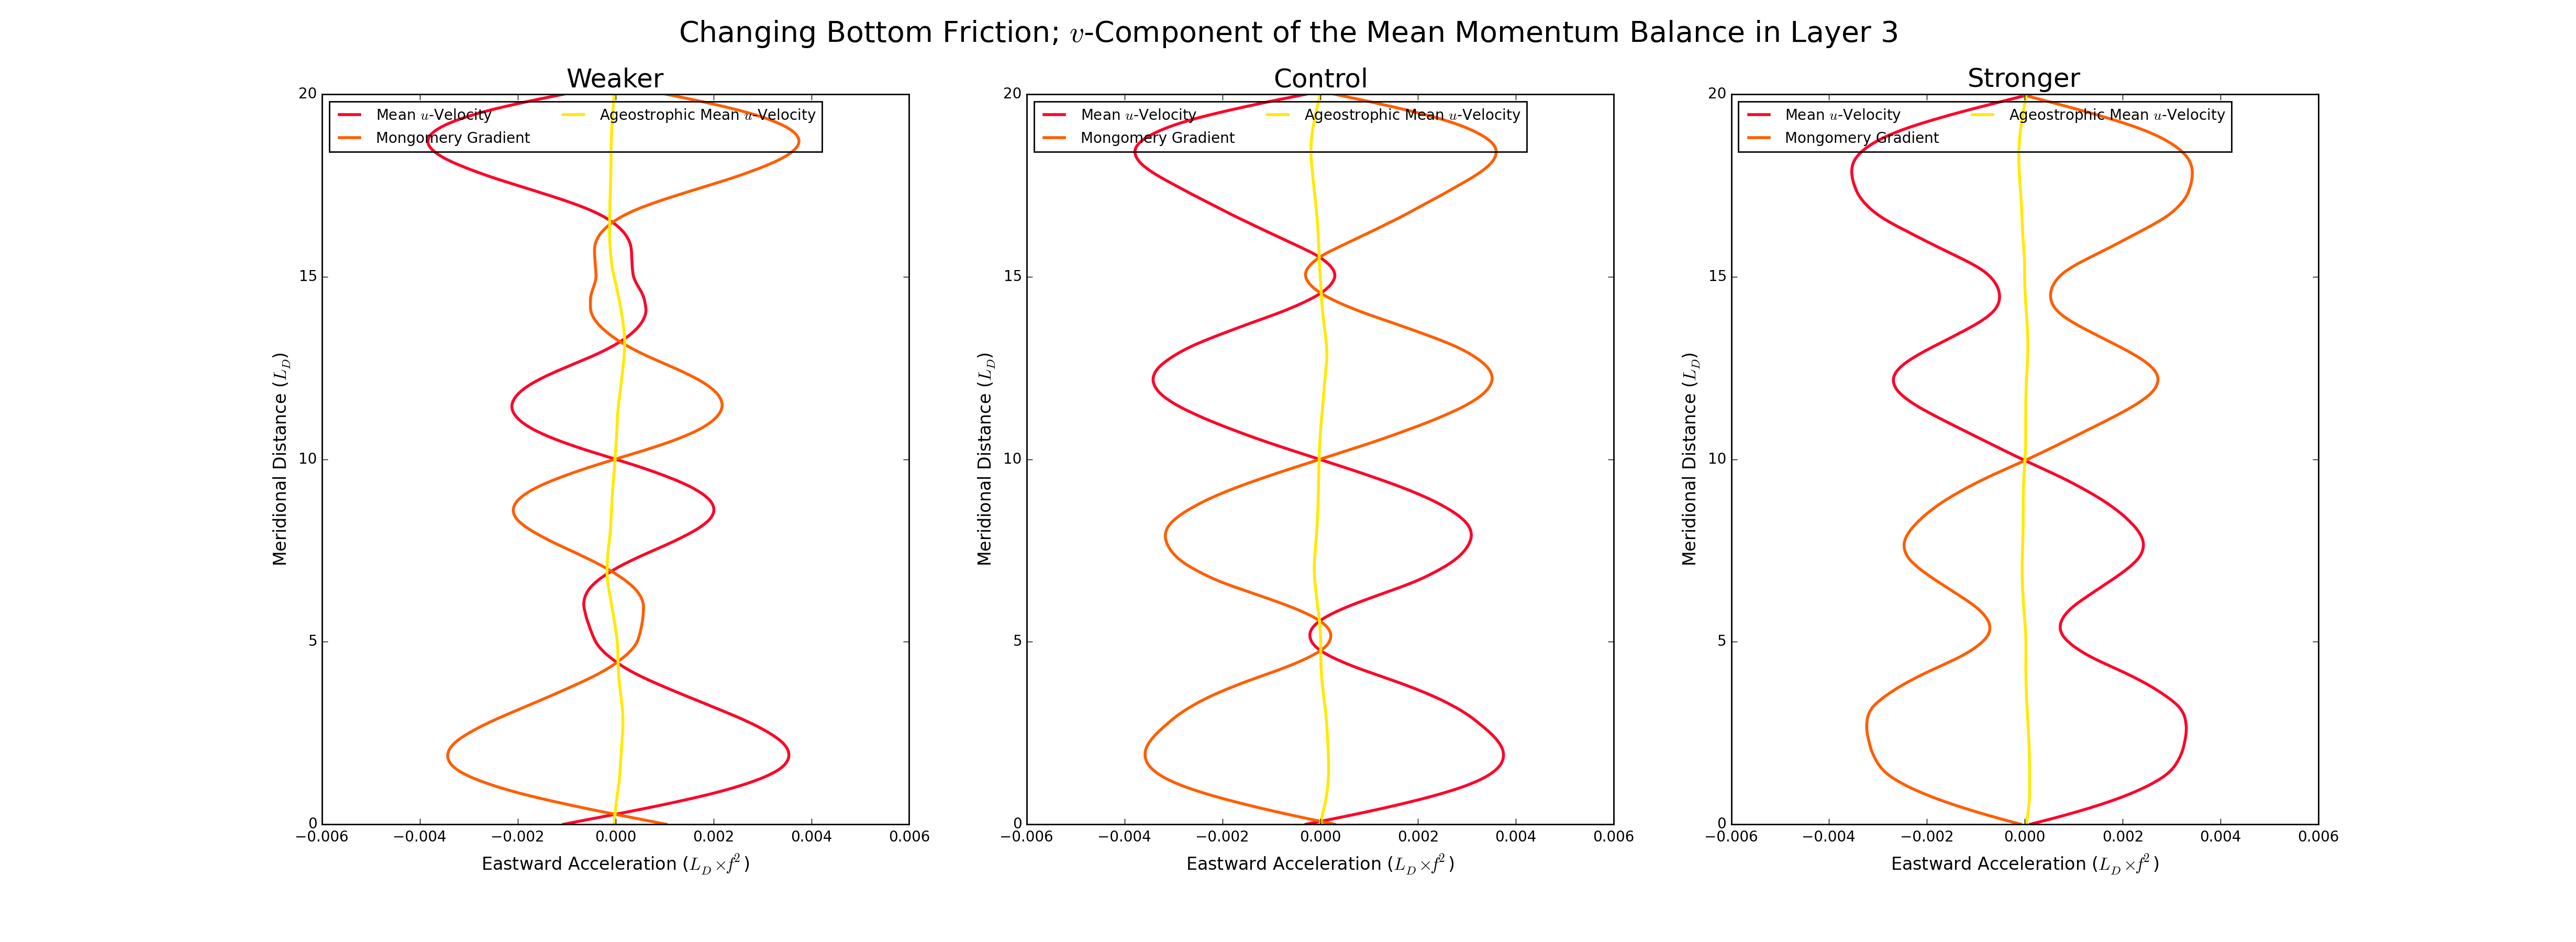 Changing Bottom Friction; v-Component of the Mean Momentum Balance in Layer 3
Weaker
Mean u-Velocity
Mongomery Gradient
Ageostrophic Mean u-Velocity
20
15
10
5
0
Meridional Distance (L_D)
−0.006 −0.004 −0.002 0.000 0.002 0.004 0.006
Eastward Acceleration (L_D × f²)
Control
Mean u-Velocity
Mongomery Gradient
Ageostrophic Mean u-Velocity
20
15
10
5
0
Meridional Distance (L_D)
−0.006 −0.004 −0.002 0.000 0.002 0.004 0.006
Eastward Acceleration (L_D × f²)
Stronger
Mean u-Velocity
Mongomery Gradient
Ageostrophic Mean u-Velocity
20
15
10
5
0
Meridional Distance (L_D)
−0.006 −0.004 −0.002 0.000 0.002 0.004 0.006
Eastward Acceleration (L_D × f²)